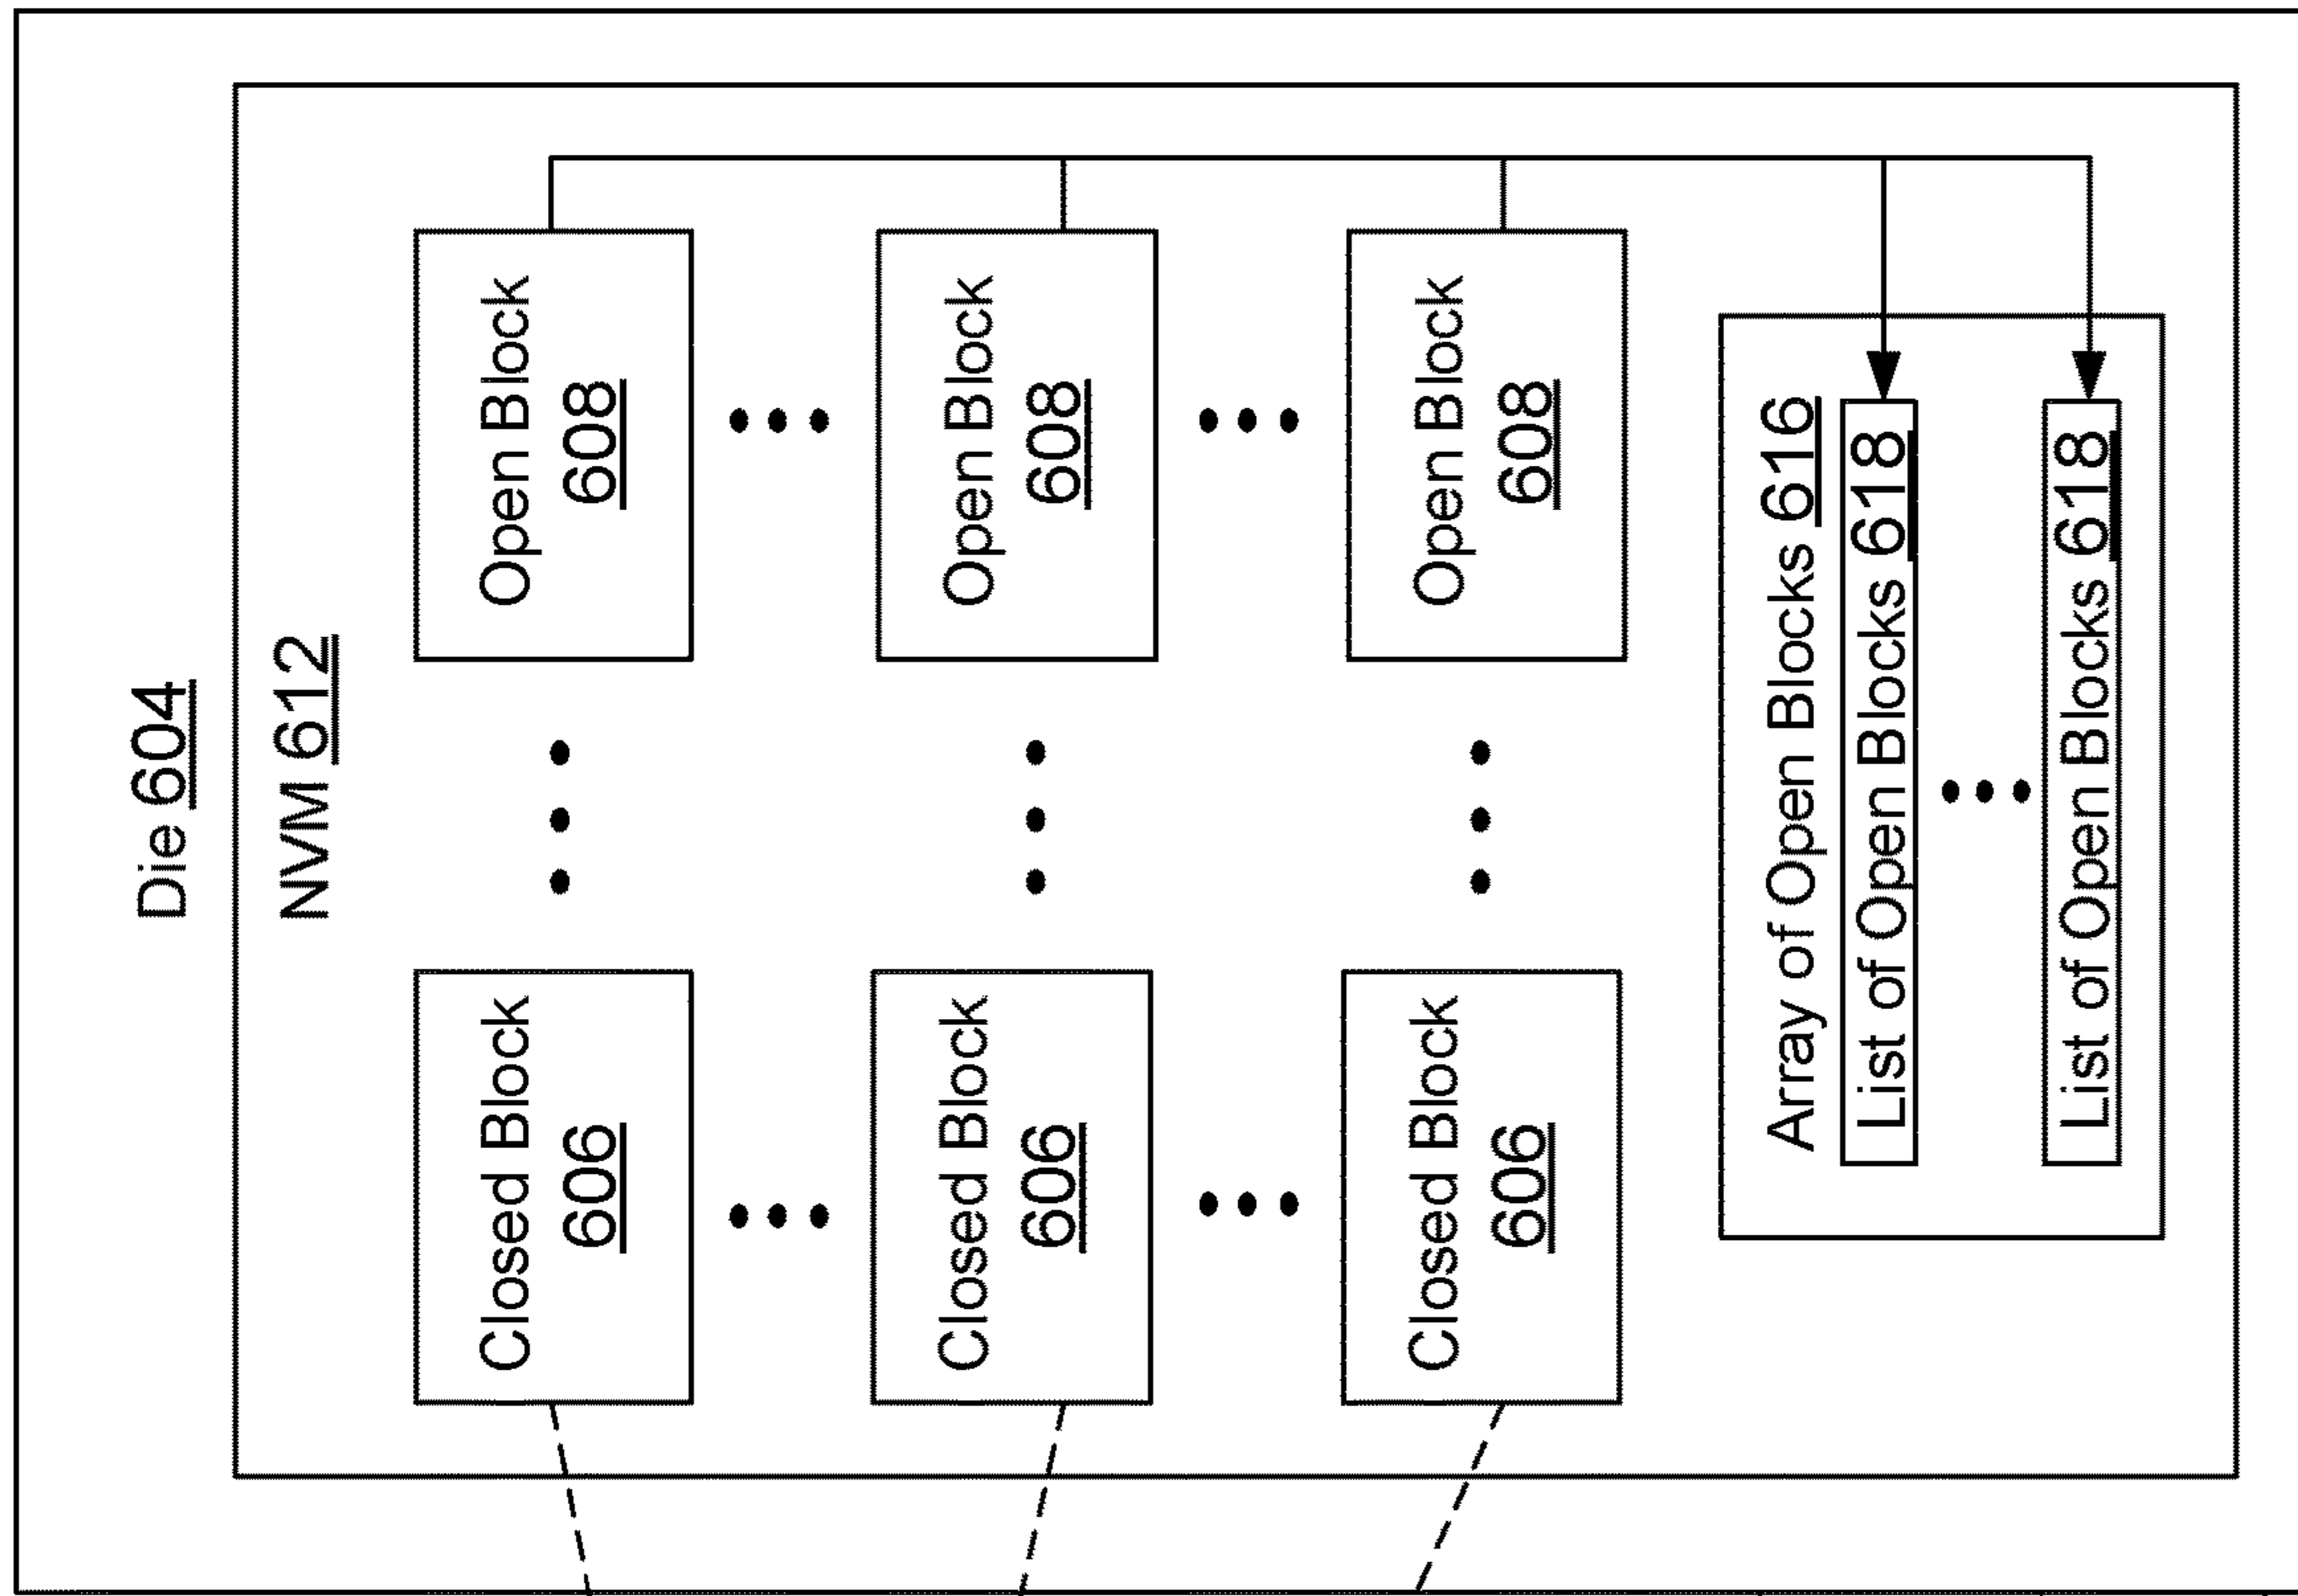 Die 604
NVM 612
Closed Block
606
Open Block
608
Closed Block
606
Open Block
608
Closed Block
606
Open Block
608
Array of Open Blocks 616
List of Open Blocks 618
List of Open Blocks 618